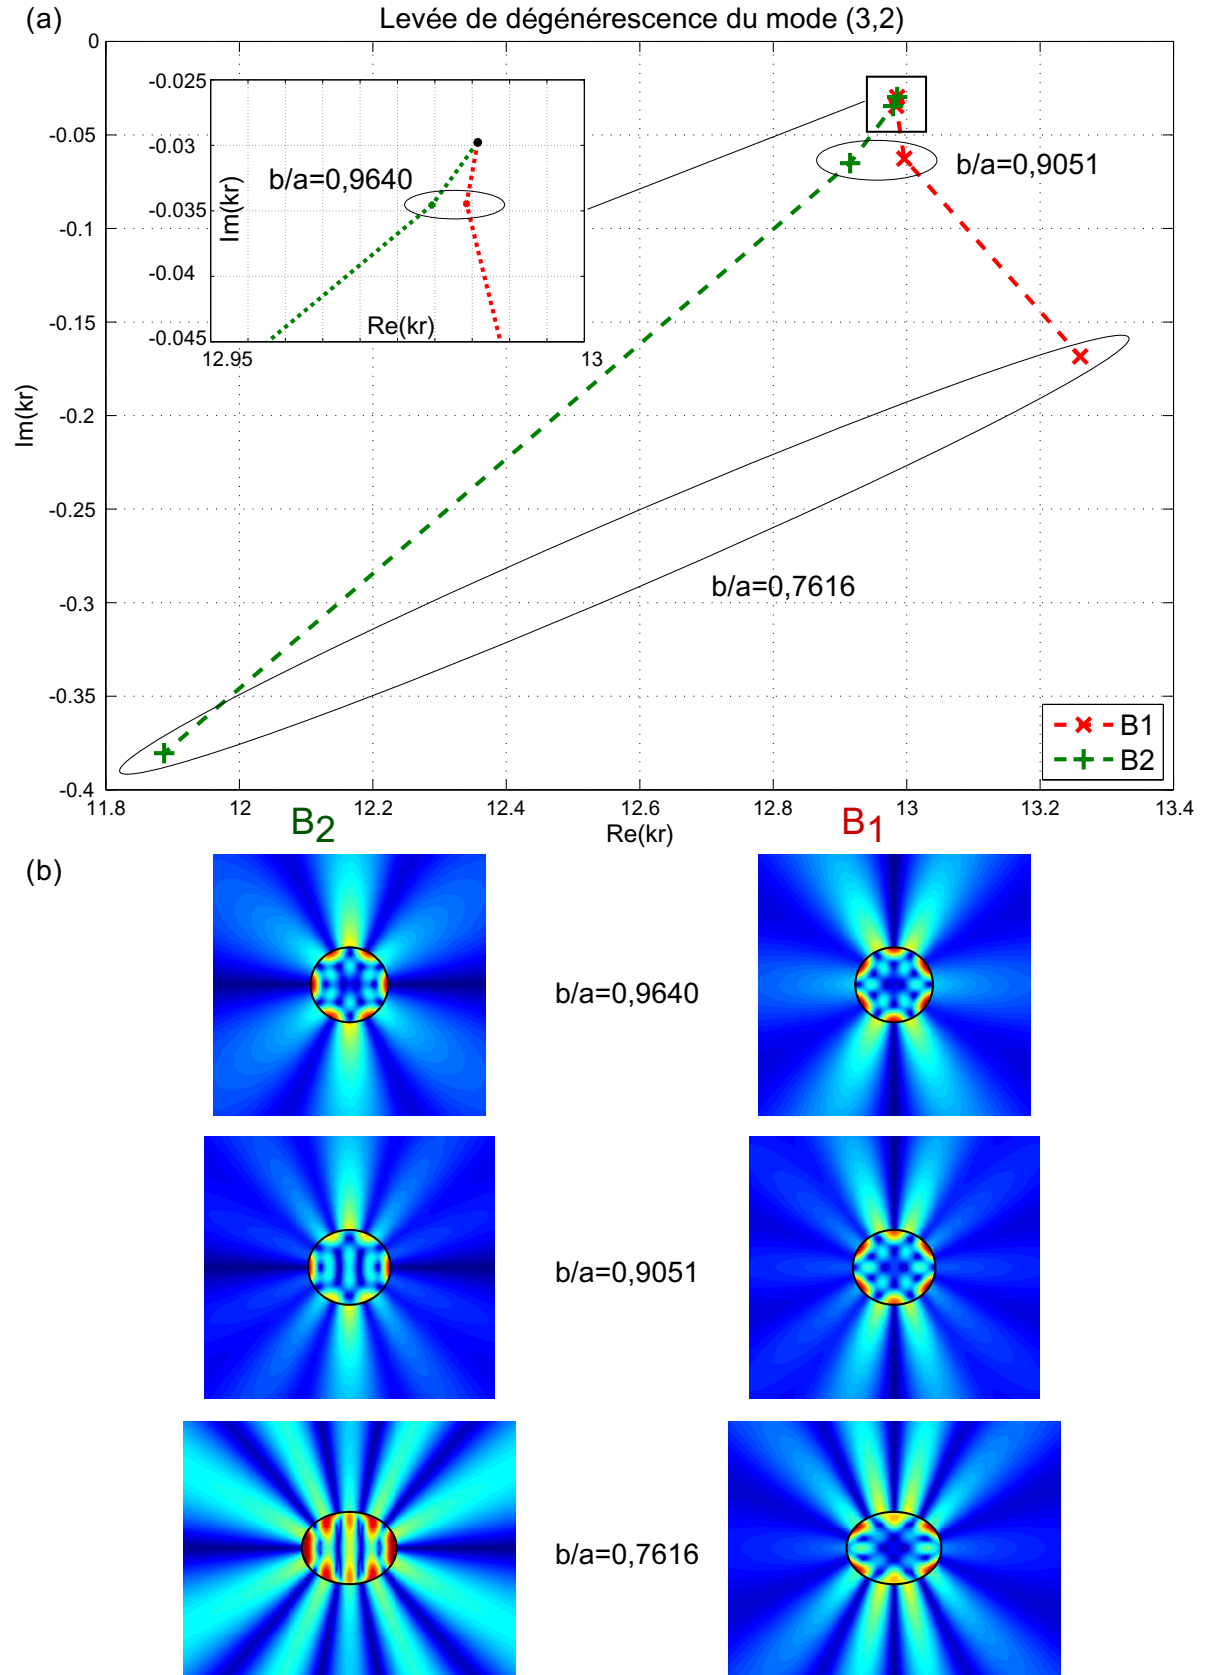 (a)
Levée de dégénérescence du mode (3,2)
0
-0.05
-0.1
-0.15
-0.2
-0.25
-0.3
-0.35
-0.4
Im(kr)
-0.025
-0.03
-0.035
-0.04
-0.045
Im(kr)
b/a=0,9640
Re(kr)
12.95
13
b/a=0,9051
b/a=0,7616
B1
B2
11.8
12
12.2
12.4
12.6
12.8
13
13.2
13.4
Re(kr)
B2
B1
(b)
b/a=0,9640
b/a=0,9051
b/a=0,7616